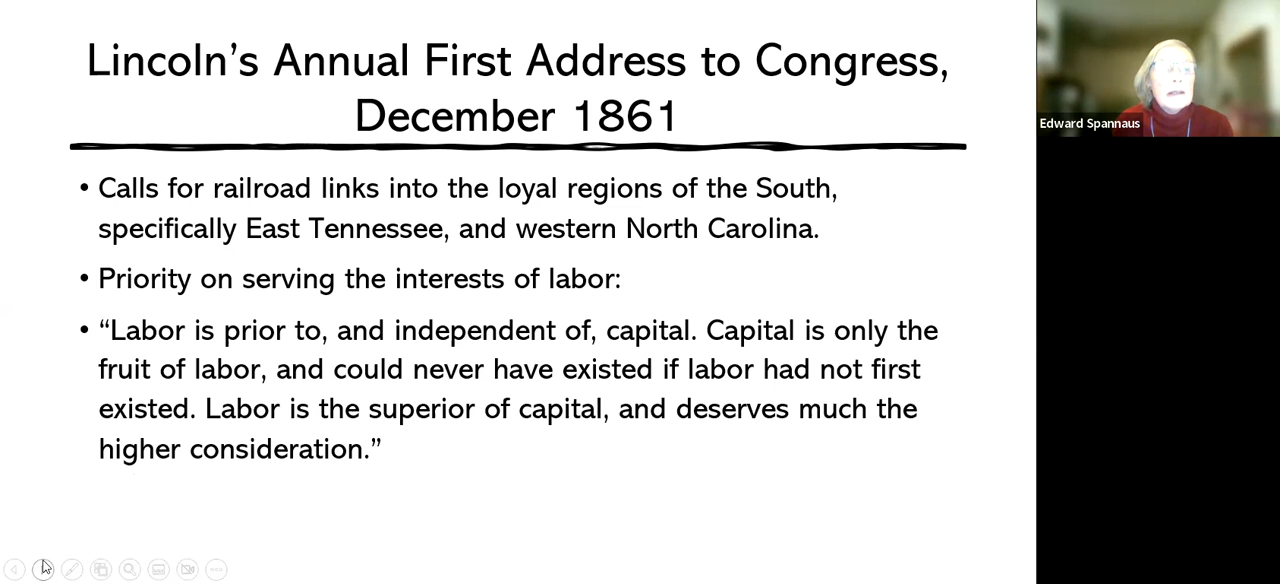 Lincoln’s Annual First Address to Congress,
December 1861
• Calls for railroad links into the loyal regions of the South,
specifically East Tennessee, and western North Carolina.
• Priority on serving the interests of labor:
• “Labor is prior to, and independent of, capital. Capital is only the
fruit of labor, and could never have existed if labor had not first
existed. Labor is the superior of capital, and deserves much the
higher consideration.”
Edward Spannaus